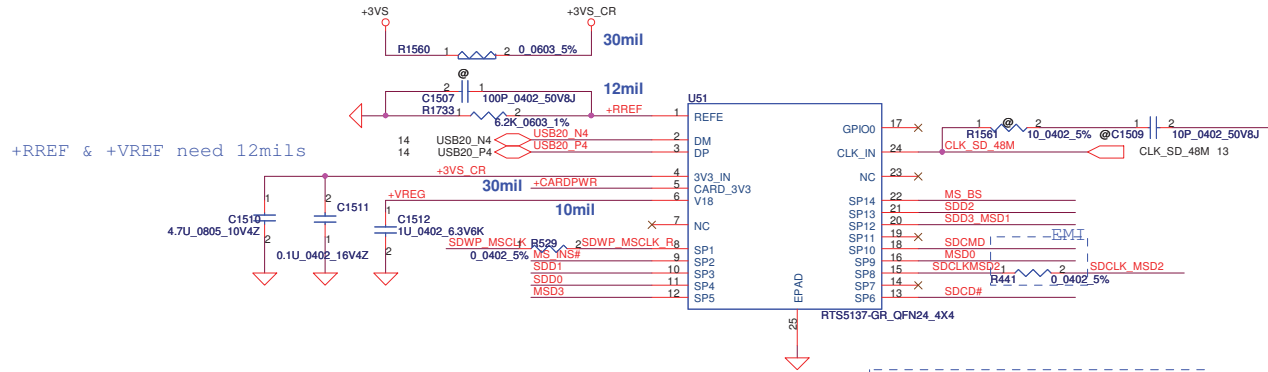 +3VS +3VS_CR
R1560 1 2 0_0603_5% 30mil
@
2 1 12mil
C1507 100P_0402_50V8J U51
R1733 1 2 +RREF 1 REFE
6.2K_0603_1% GPIO0 17 R1561 1 @ 2 10_0402_5% @C1509 1 2 10P_0402_50V8J
14 USB20_N4 USB20_N4 2 DM
+RREF & +VREF need 12mils 14 USB20_P4 USB20_P4 3 DP CLK_IN 24 CLK_SD_48M CLK_SD_48M 13
+3VS_CR 4 3V3_IN NC 23
30mil +CARDPWR 5 CARD_3V3
+VREG 6 V18 SP14 22 MS_BS
10mil SP13 21 SDD2
1 C1510 2 4.7U_0805_10V4Z
2 C1511 1 0.1U_0402_16V4Z
1 C1512 1U_0402_6.3V6K 2
7 NC SP12 20 SDD3_MSD1
SP11 19 EMI
SDWP_MSCLK 1 R529 2 SDWP_MSCLK_R 8 SP1 SP10 18 SDCMD
0_0402_5% MS_INS# 9 SP2 SP9 16 MSD0
SDD1 10 SP3 SP8 15 SDCLKMSD2 1 2 SDCLK_MSD2
R441 0_0402_5%
SDD0 11 SP4 SP7 14
MSD3 12 SP5 SP6 13 SDCD#
EPAD
25
RTS5137-GR_QFN24_4X4